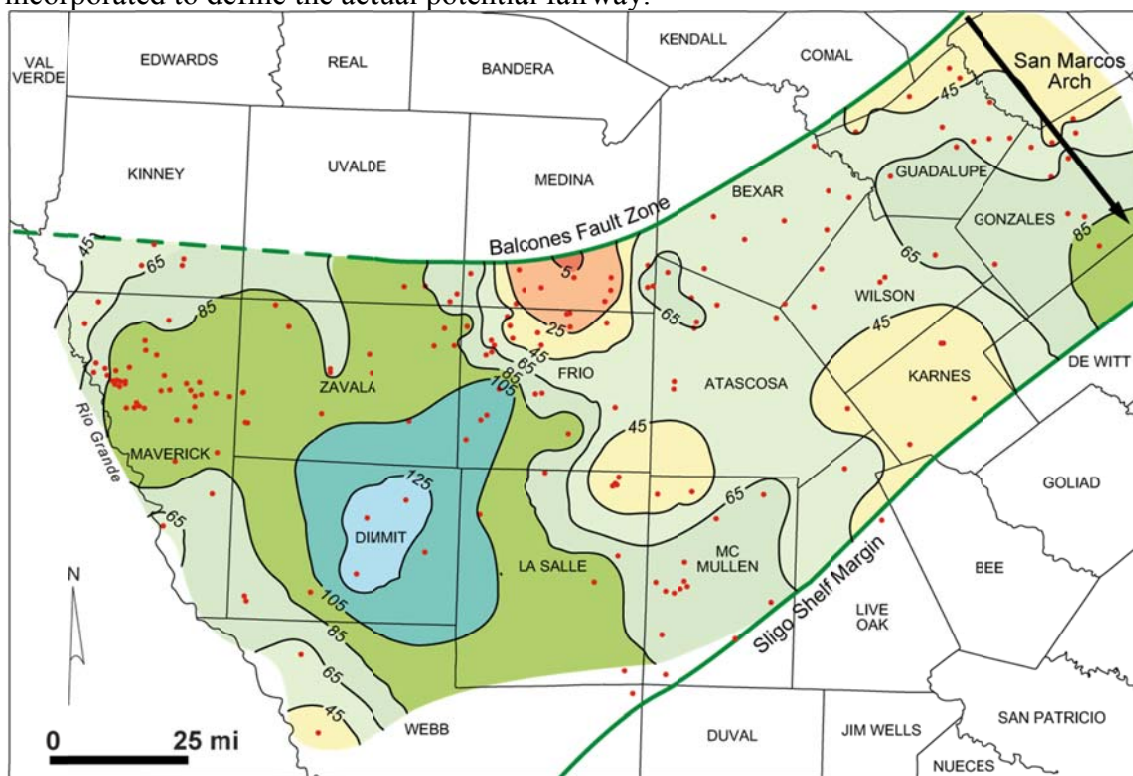 incorporated to define the actual potential fairway.
VAL VERDE
EDWARDS
REAL
BANDERA
KENDALL
COMAL
San Marcos
Arch
45
KINNEY
UVALDE
MEDINA
BEXAR
GUADALUPE
GONZALES
Balcones Fault Zone
45
65
85
5
25
45
65
85
105
65
65
85
WILSON
45
DE WITT
ZAVALA
FRIO
ATASCOSA
KARNES
Rio Grande
MAVERICK
45
GOLIAD
65
125
65
DIMMIT
LA SALLE
MC
MULLEN
BEE
Sligo Shelf Margin
LIVE
OAK
N
105
85
65
45
WEBB
0 25 mi
DUVAL
JIM WELLS
SAN PATRICIO
NUECES